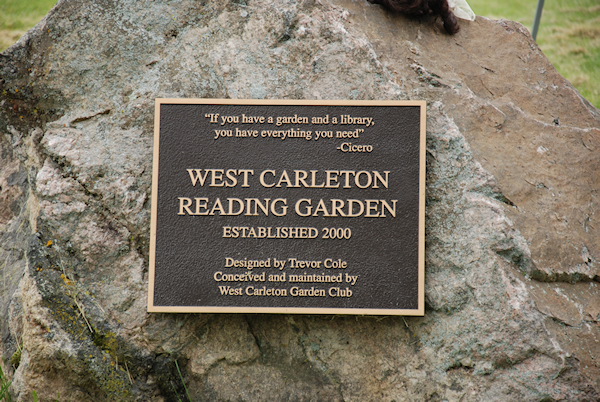 “If you have a garden and a library,
you have everything you need”
-Cicero
WEST CARLETON
READING GARDEN
ESTABLISHED 2000
Designed by Trevor Cole
Conceived and maintained by
West Carleton Garden Club